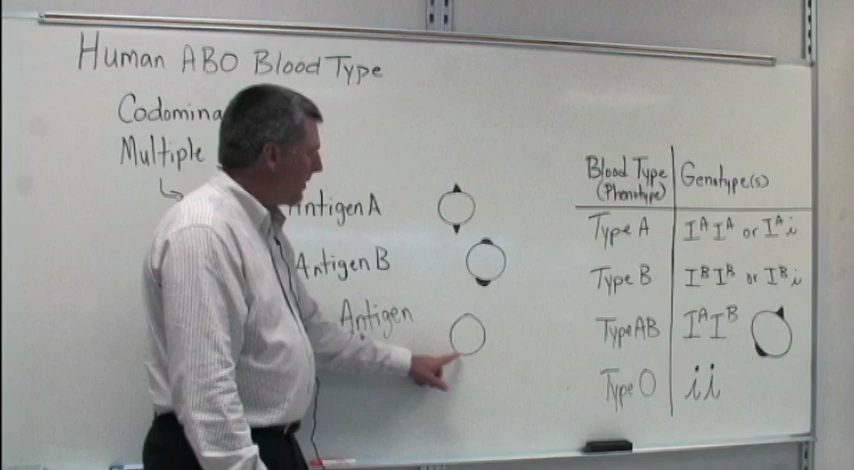 Human ABO Blood Type
Codomina
Multiple
Antigen A
Antigen B
Antigen
Blood Type
(Phenotype)
Genotype(s)
Type A
IᴬIᴬ or Iᴬi
Type B
IᴮIᴮ or Iᴮi
Type AB
IᴬIᴮ
Type O
ii